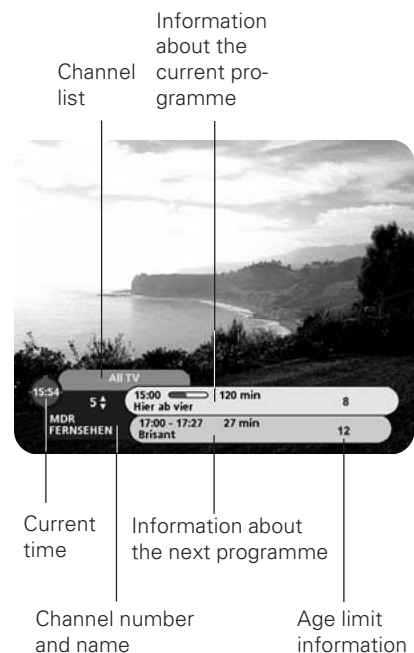 Information
about the
current pro-
gramme
Channel
list
All TV
15:54
5
15:00 120 min
Hier ab vier
8
MDR
FERNSEHEN
17:00 - 17:27 27 min
Brisant
12
Current
time
Information about
the next programme
Channel number
and name
Age limit
information